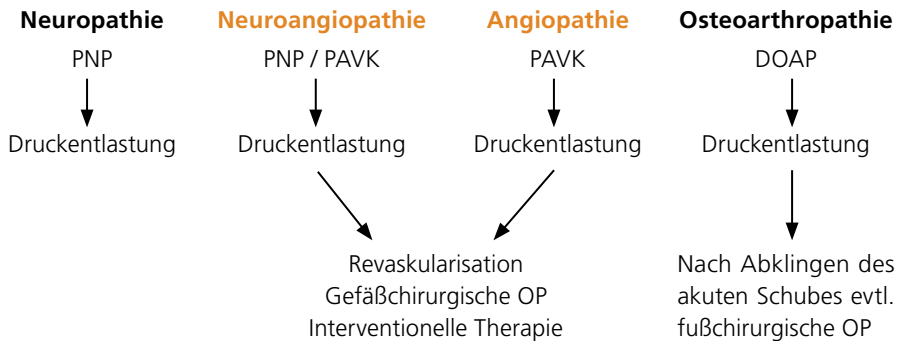 Neuropathie Neuroangiopathie Angiopathie Osteoarthropathie
PNP PNP / PAVK PAVK DOAP
Druckentlastung Druckentlastung Druckentlastung Druckentlastung
Revaskularisation
Gefäßchirurgische OP
Interventionelle Therapie
Nach Abklingen des
akuten Schubes evtl.
fußchirurgische OP